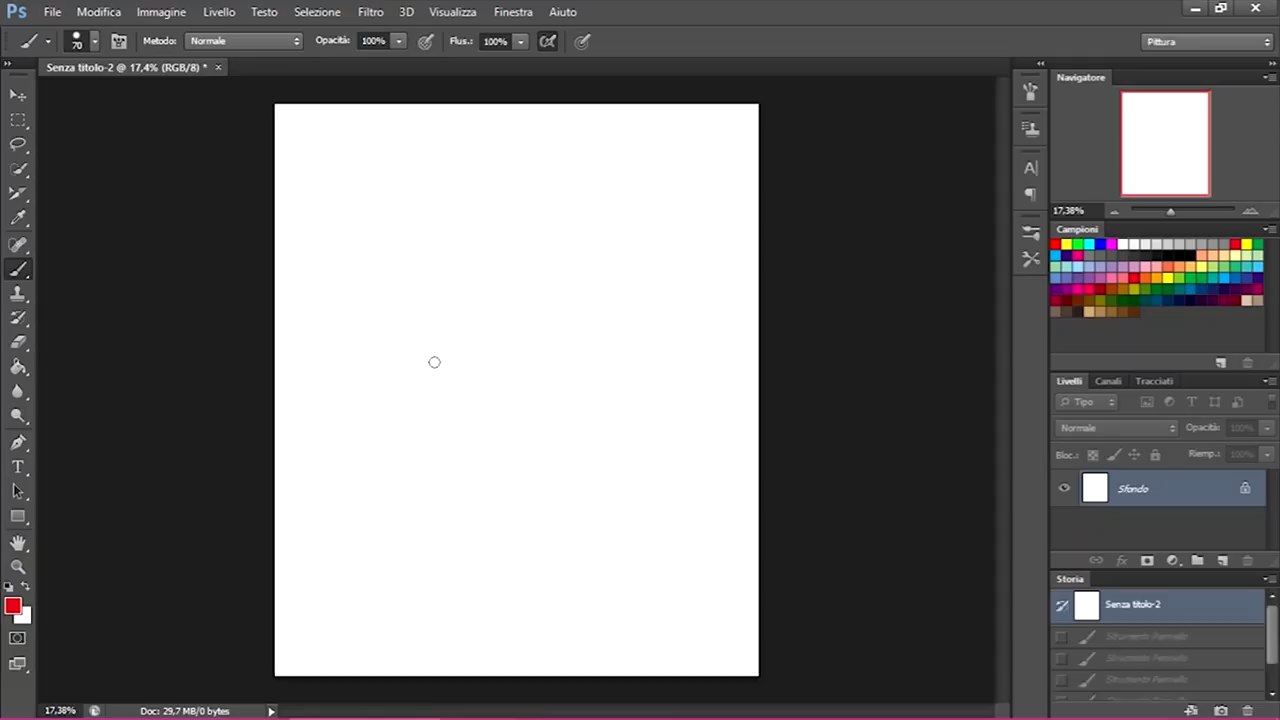 Ps File Modifica Immagine Livello Testo Selezione Filtro 3D Visualizza Finestra Aiuto
70 Metodo: Normale Opacità: 100% Flus.: 100% Pittura
Senza titolo-2 @ 17,4% (RGB/8) * ×
Navigatore
17,38%
Campioni
Livelli Canali Tracciati
Tipo
Normale Opacità: 100%
Bloc.: Riemp.: 100%
Sfondo
Storia
Senza titolo-2
Strumento Pennello
Strumento Pennello
Strumento Pennello
17,38% Doc: 29,7 MB/0 bytes